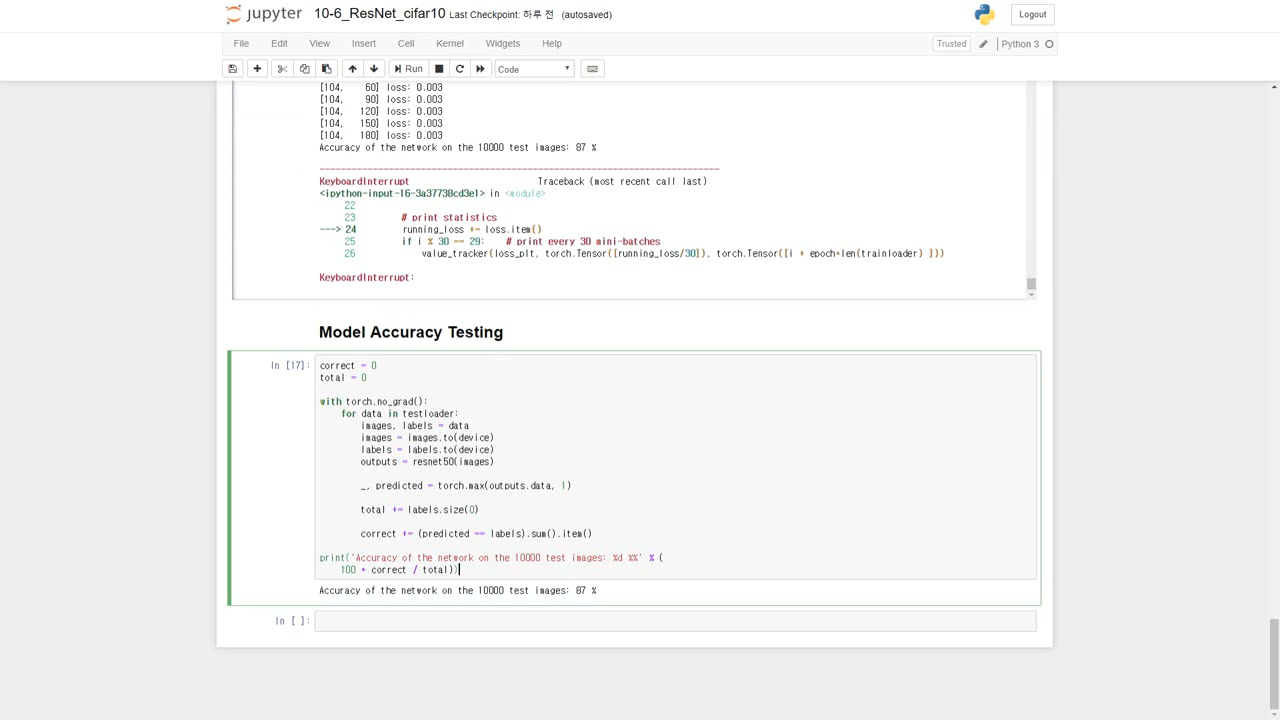 jupyter 10-6_ResNet_cifar10 Last Checkpoint: 하루 전 (autosaved)
Logout
File Edit View Insert Cell Kernel Widgets Help
Trusted Python 3
Run Code
[104, 60] loss: 0.003
[104, 90] loss: 0.003
[104, 120] loss: 0.003
[104, 150] loss: 0.003
[104, 180] loss: 0.003
Accuracy of the network on the 10000 test images: 87 %
---------------------------------------------------------------------------
KeyboardInterrupt Traceback (most recent call last)
<ipython-input-16-3a37738cd3e1> in <module>
22
23 # print statistics
---> 24 running_loss += loss.item()
25 if i % 30 == 29: # print every 30 mini-batches
26 value_tracker(loss_plt, torch.Tensor([running_loss/30]), torch.Tensor([i + epoch*len(trainloader) ]))
KeyboardInterrupt:
Model Accuracy Testing
In [17]: correct = 0
total = 0
with torch.no_grad():
for data in testloader:
images, labels = data
images = images.to(device)
labels = labels.to(device)
outputs = resnet50(images)
_, predicted = torch.max(outputs.data, 1)
total += labels.size(0)
correct += (predicted == labels).sum().item()
print('Accuracy of the network on the 10000 test images: %d %%' % (
100 * correct / total))
Accuracy of the network on the 10000 test images: 87 %
In [ ]: